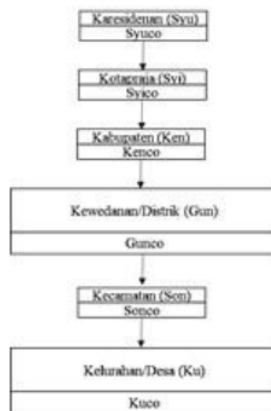 Karesidenan (Syu)
Syuco
Kotapraja (Syi)
Syico
Kabupaten (Ken)
Kenco
Kewedanan/Distrik (Gun)
Gunco
Kecamatan (Son)
Sonco
Kelurahan/Desa (Ku)
Kuco